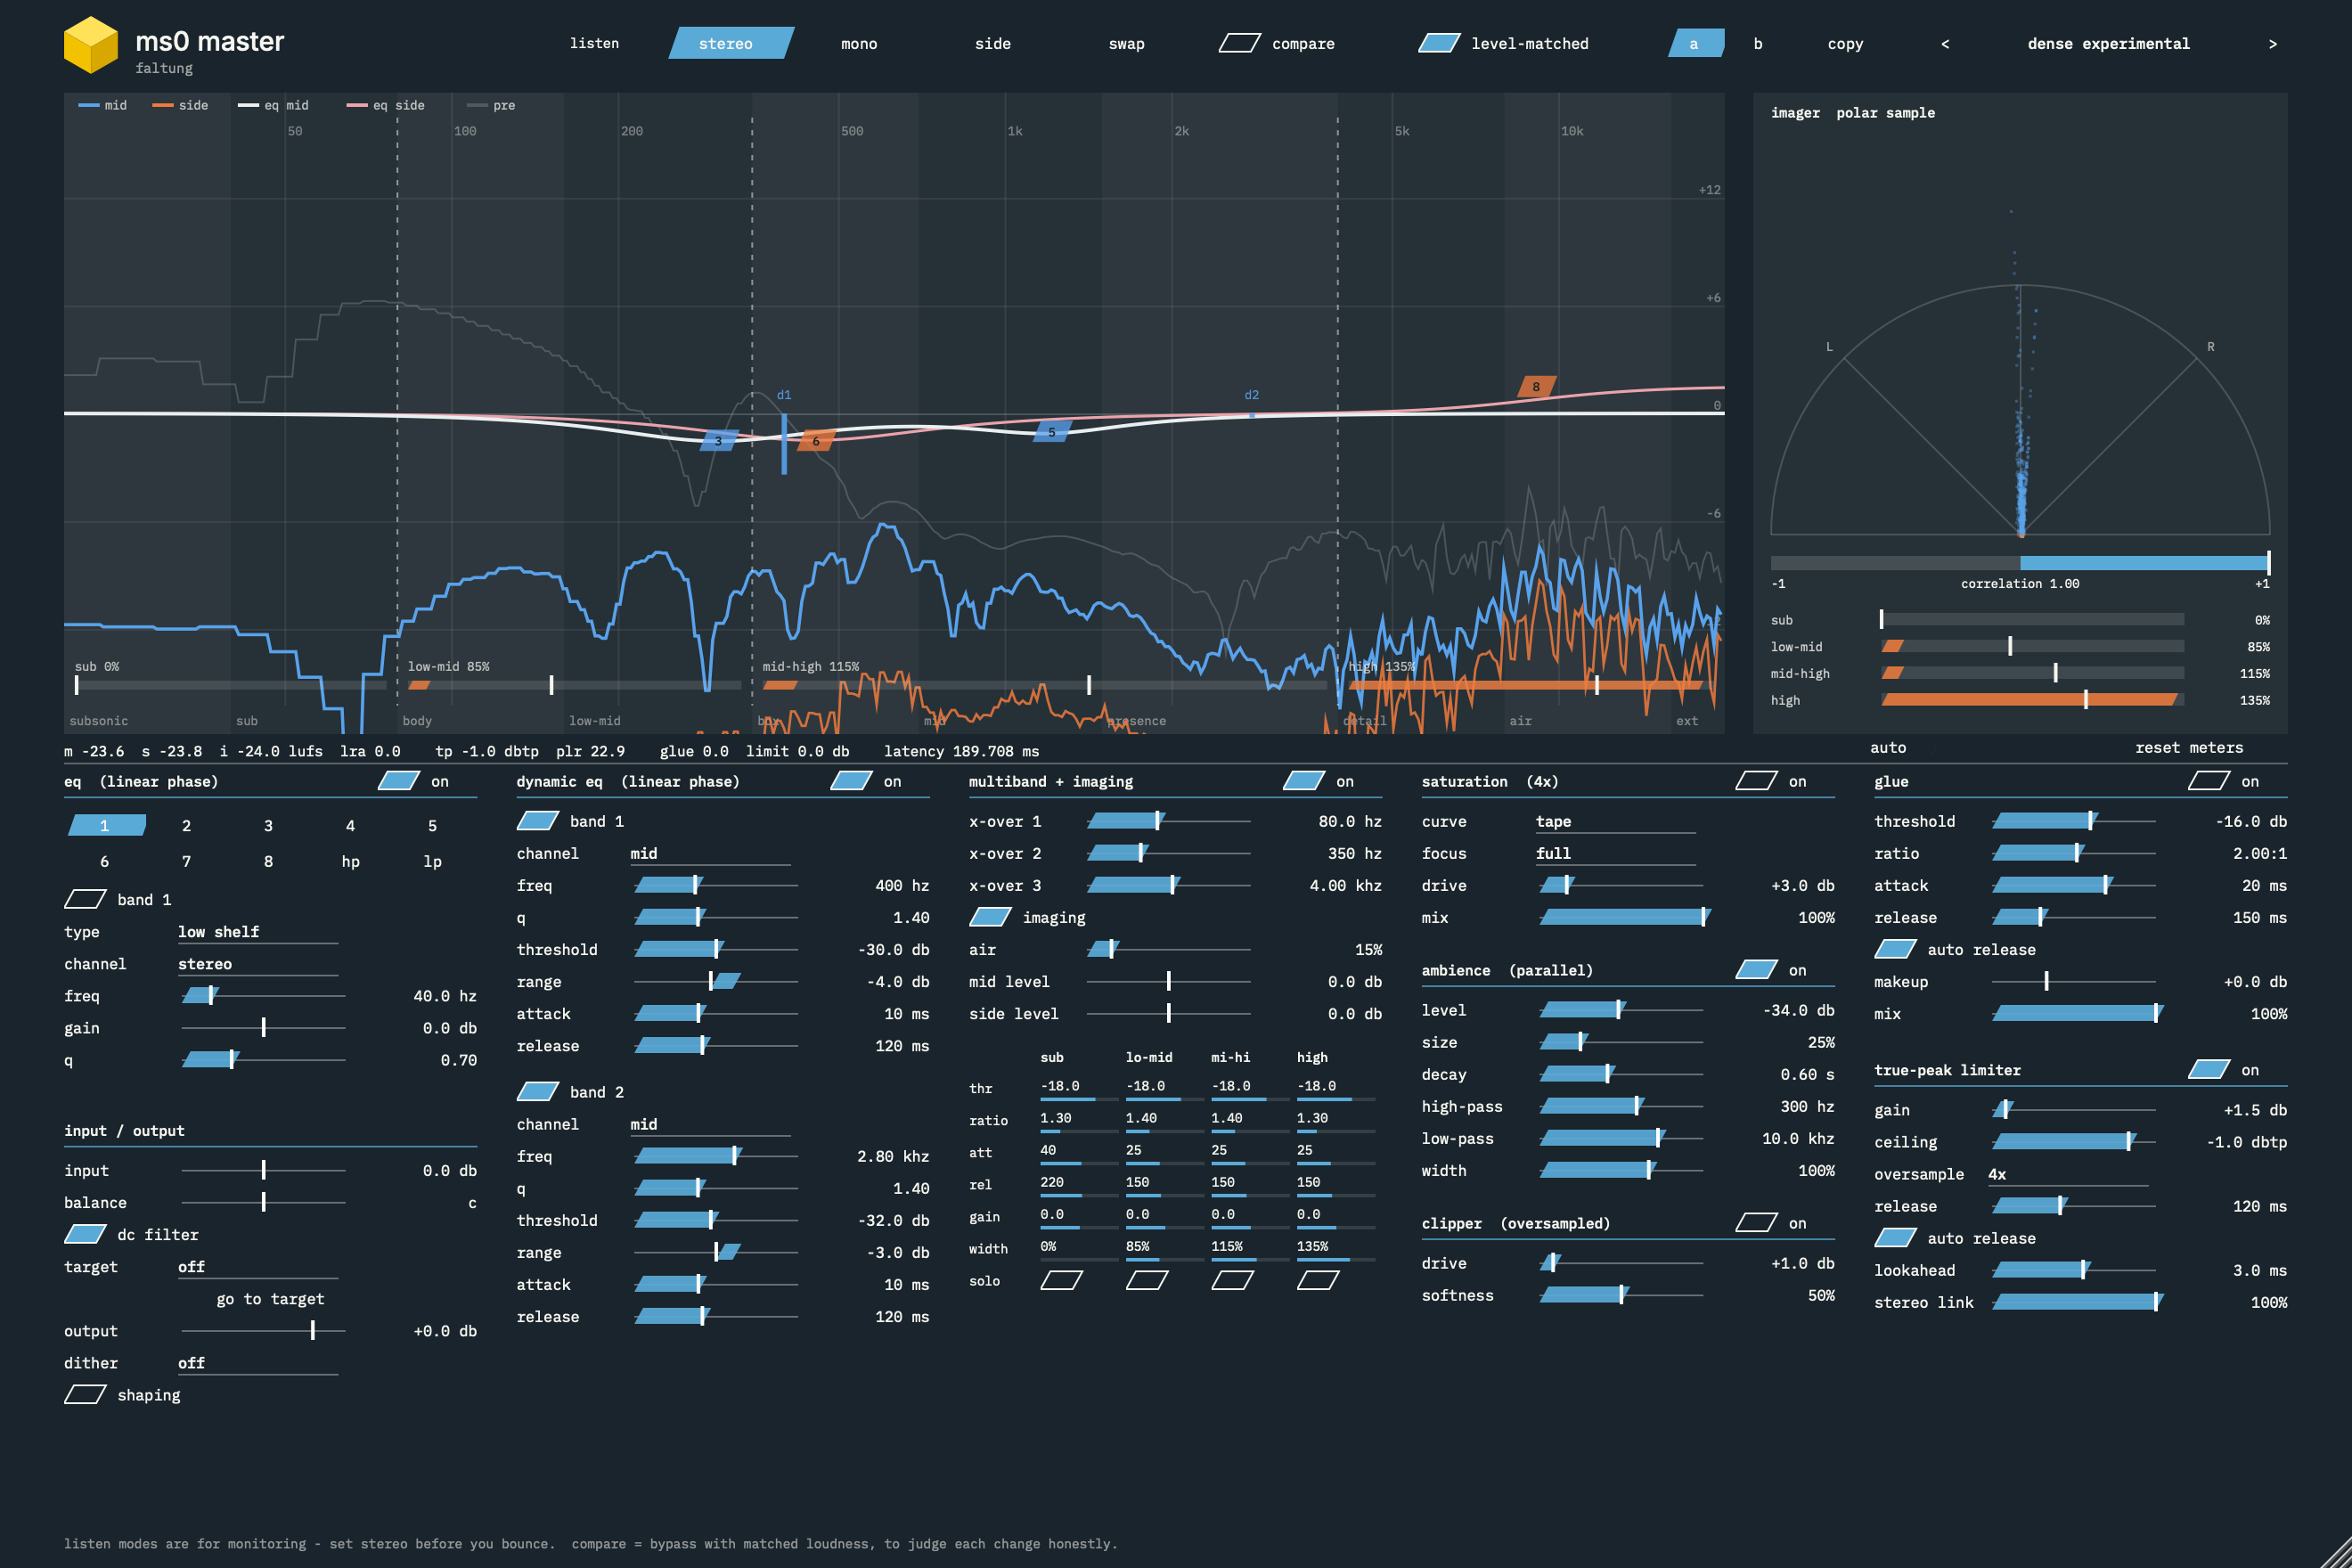 ms0 master
faltung
listen stereo mono side swap compare level-matched a b copy < dense experimental >
mid side eq mid eq side pre
50 100 200 500 1k 2k 5k 10k
+12
+6
0
-6
d1 d2
3 6 5 8
sub 0% low-mid 85% mid-high 115% high 135%
subsonic sub body low-mid box mid presence detail air ext
imager polar sample
L R
-1 correlation 1.00 +1
sub 0%
low-mid 85%
mid-high 115%
high 135%
m -23.6 s -23.8 i -24.0 lufs lra 0.0 tp -1.0 dbtp plr 22.9 glue 0.0 limit 0.0 db latency 189.708 ms
auto reset meters
eq (linear phase) on
1 2 3 4 5
6 7 8 hp lp
band 1
type low shelf
channel stereo
freq 40.0 hz
gain 0.0 db
q 0.70
input / output
input 0.0 db
balance c
dc filter
target off
go to target
output +0.0 db
dither off
shaping
dynamic eq (linear phase) on
band 1
channel mid
freq 400 hz
q 1.40
threshold -30.0 db
range -4.0 db
attack 10 ms
release 120 ms
band 2
channel mid
freq 2.80 khz
q 1.40
threshold -32.0 db
range -3.0 db
attack 10 ms
release 120 ms
multiband + imaging on
x-over 1 80.0 hz
x-over 2 350 hz
x-over 3 4.00 khz
imaging
air 15%
mid level 0.0 db
side level 0.0 db
sub lo-mid mi-hi high
thr -18.0 -18.0 -18.0 -18.0
ratio 1.30 1.40 1.40 1.30
att 40 25 25 25
rel 220 150 150 150
gain 0.0 0.0 0.0 0.0
width 0% 85% 115% 135%
solo
saturation (4x) on
curve tape
focus full
drive +3.0 db
mix 100%
ambience (parallel) on
level -34.0 db
size 25%
decay 0.60 s
high-pass 300 hz
low-pass 10.0 khz
width 100%
clipper (oversampled) on
drive +1.0 db
softness 50%
glue on
threshold -16.0 db
ratio 2.00:1
attack 20 ms
release 150 ms
auto release
makeup +0.0 db
mix 100%
true-peak limiter on
gain +1.5 db
ceiling -1.0 dbtp
oversample 4x
release 120 ms
auto release
lookahead 3.0 ms
stereo link 100%
listen modes are for monitoring - set stereo before you bounce. compare = bypass with matched loudness, to judge each change honestly.